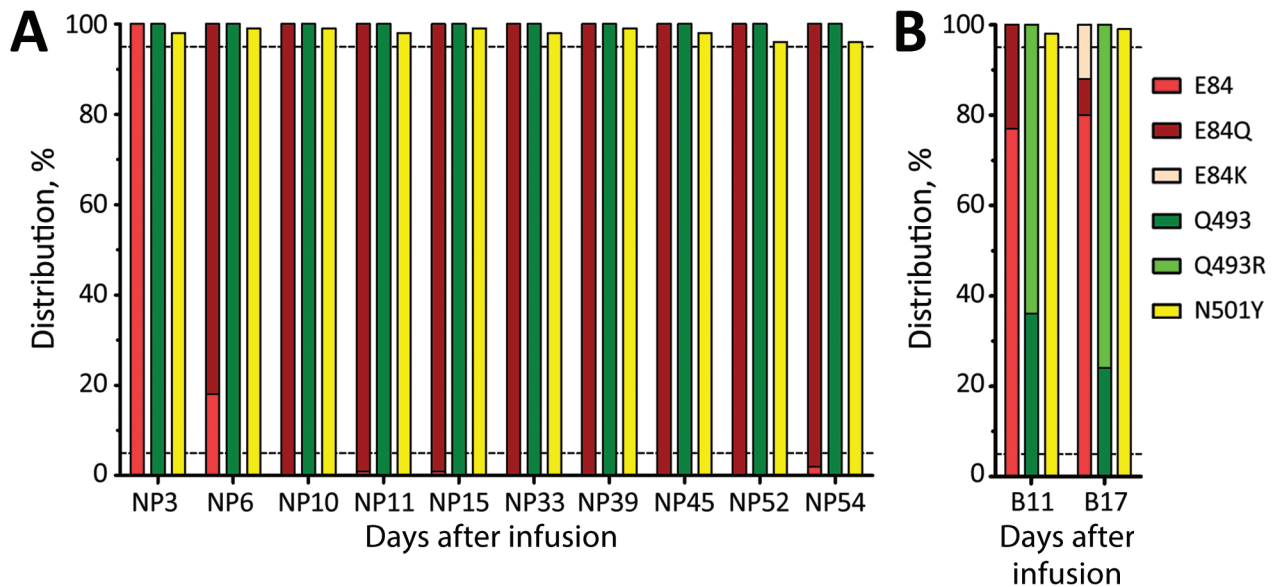 A
100
80
60
40
20
0
Distribution, %
NP3 NP6 NP10 NP11 NP15 NP33 NP39 NP45 NP52 NP54
Days after infusion
B
100
80
60
40
20
0
Distribution, %
B11 B17
Days after
infusion
E84
E84Q
E84K
Q493
Q493R
N501Y